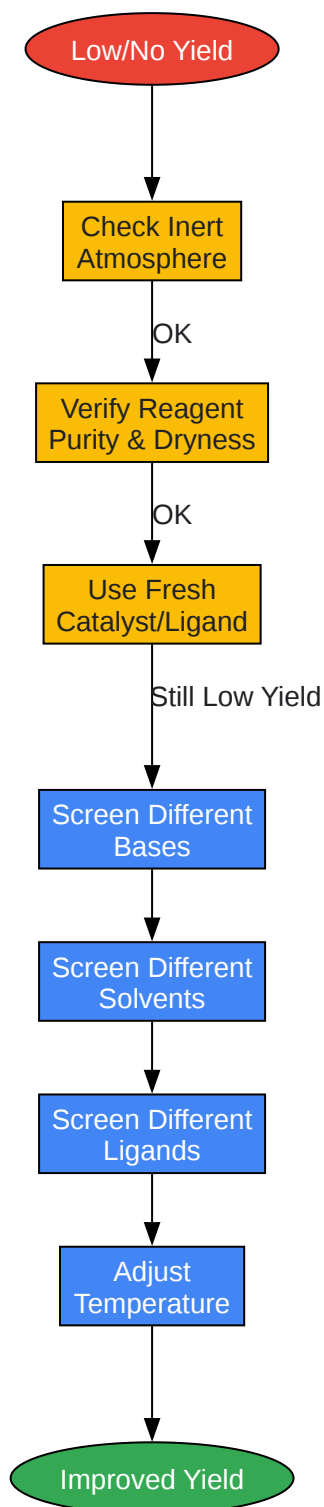 Low/No Yield
Check Inert
Atmosphere
OK
Verify Reagent
Purity & Dryness
OK
Use Fresh
Catalyst/Ligand
Still Low Yield
Screen Different
Bases
Screen Different
Solvents
Screen Different
Ligands
Adjust
Temperature
Improved Yield